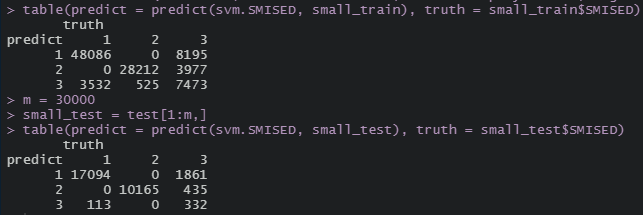 > table(predict = predict(svm.SMISED, small_train), truth = small_train$SMISED)
truth
predict 1 2 3
1 48086 0 8195
2 0 28212 3977
3 3532 525 7473
> m = 30000
> small_test = test[1:m,]
> table(predict = predict(svm.SMISED, small_test), truth = small_test$SMISED)
truth
predict 1 2 3
1 17094 0 1861
2 0 10165 435
3 113 0 332